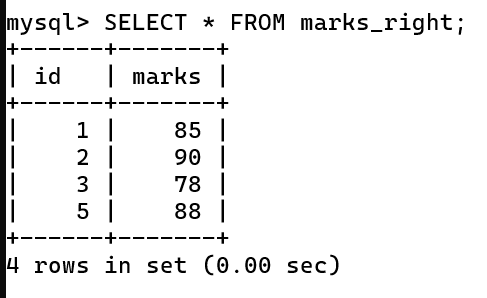 mysql> SELECT * FROM marks_right;
+------+-------+
| id   | marks |
+------+-------+
|    1 |    85 |
|    2 |    90 |
|    3 |    78 |
|    5 |    88 |
+------+-------+
4 rows in set (0.00 sec)